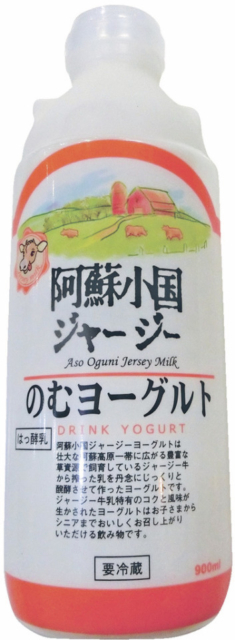 阿蘇小国
ジャージー
Aso Oguni Jersey Milk
のむヨーグルト
はっ酵乳
DRINK YOGURT
阿蘇小国ジャージーヨーグルトは
壮大な阿蘇高原一帯に広がる豊富な
草資源で飼育しているジャージー牛
から搾った乳を丹念にじっくりと
醗酵させて作ったヨーグルトです。
ジャージー牛乳特有のコクと風味が
生かされたヨーグルトはお子さまから
シニアまでおいしくお召し上がり
いただける飲み物です。
要冷蔵
900ml